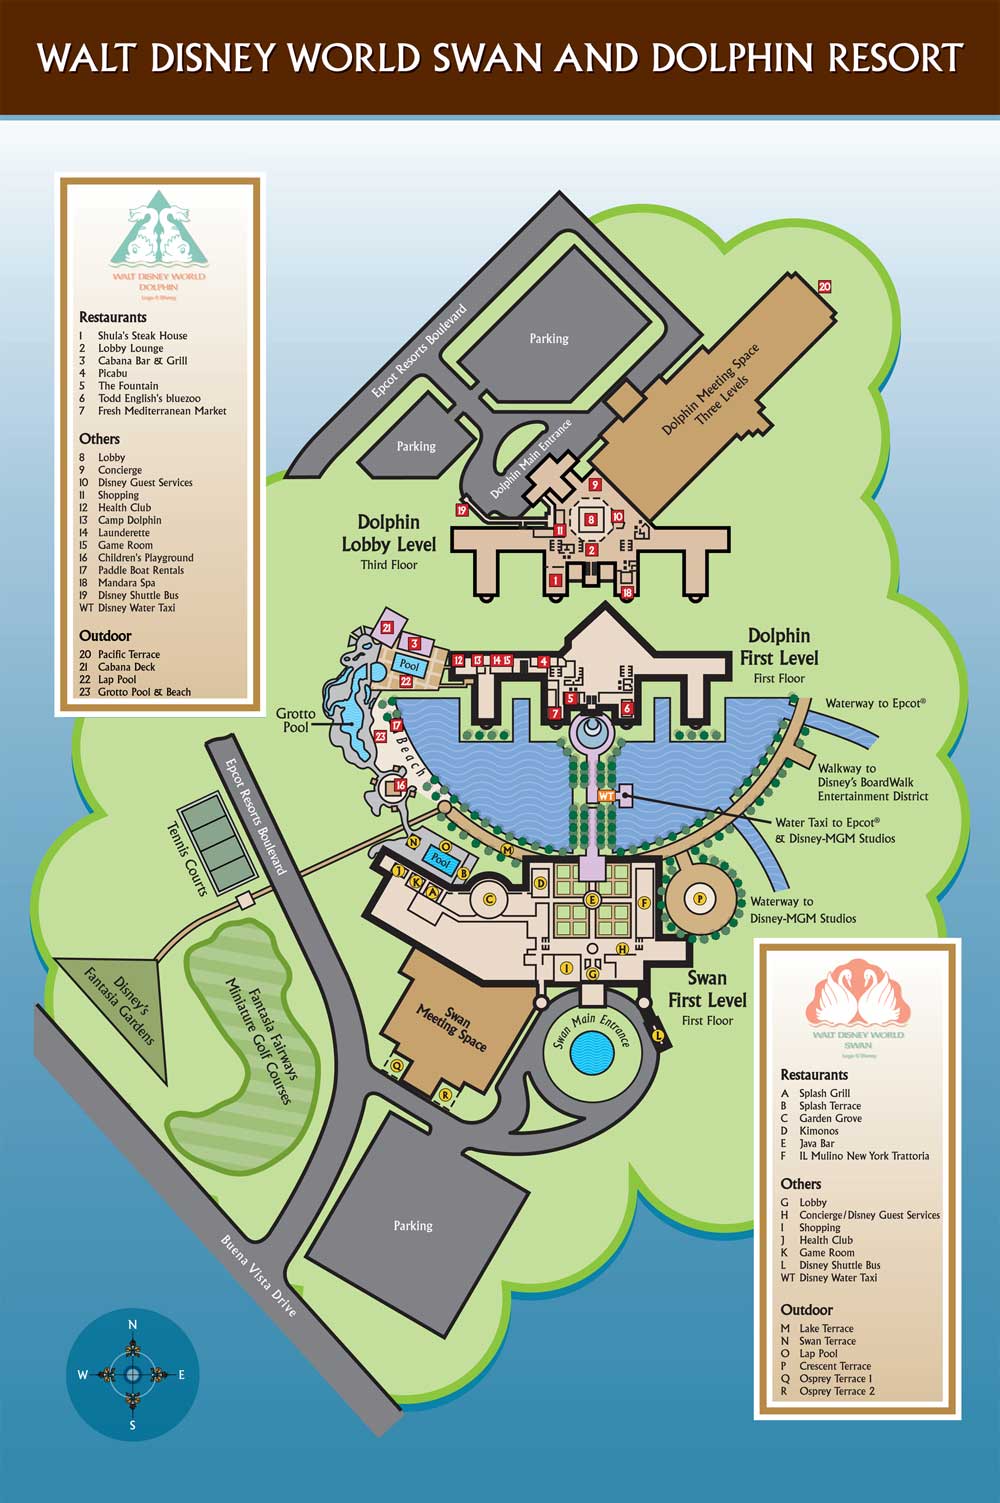 WALT DISNEY WORLD SWAN AND DOLPHIN RESORT
WALT DISNEY WORLD
DOLPHIN
Restaurants
1 Shula's Steak House
2 Lobby Lounge
3 Cabana Bar & Grill
4 Picabu
5 The Fountain
6 Todd English's bluezoo
7 Fresh Mediterranean Market
Others
8 Lobby
9 Concierge
10 Disney Guest Services
11 Shopping
12 Health Club
13 Camp Dolphin
14 Launderette
15 Game Room
16 Children's Playground
17 Paddle Boat Rentals
18 Mandara Spa
19 Disney Shuttle Bus
WT Disney Water Taxi
Outdoor
20 Pacific Terrace
21 Cabana Deck
22 Lap Pool
23 Grotto Pool & Beach
Epcot Resorts Boulevard
Parking
Parking
Dolphin Main Entrance
Dolphin Meeting Space
Three Levels
20
9
8
10
11
19
2
1
18
Dolphin
Lobby Level
Third Floor
21
3
Pool
22
12
13
14
15
4
5
7
6
Dolphin
First Level
First Floor
Grotto
Pool
17
23
Beach
16
WT
Waterway to Epcot®
Walkway to
Disney's BoardWalk
Entertainment District
Water Taxi to Epcot®
& Disney-MGM Studios
Waterway to
Disney-MGM Studios
Epcot Resorts Boulevard
Tennis Courts
N
O
M
Pool
B
J
K
A
C
D
E
F
P
H
I
G
L
Swan
First Level
First Floor
Swan
Meeting Space
Swan Main Entrance
Q
R
Disney's
Fantasia Gardens
Fantasia Fairways
Miniature Golf Courses
Parking
Buena Vista Drive
N
W
E
S
WALT DISNEY WORLD
SWAN
Restaurants
A Splash Grill
B Splash Terrace
C Garden Grove
D Kimonos
E Java Bar
F IL Mulino New York Trattoria
Others
G Lobby
H Concierge/Disney Guest Services
I Shopping
J Health Club
K Game Room
L Disney Shuttle Bus
WT Disney Water Taxi
Outdoor
M Lake Terrace
N Swan Terrace
O Lap Pool
P Crescent Terrace
Q Osprey Terrace 1
R Osprey Terrace 2